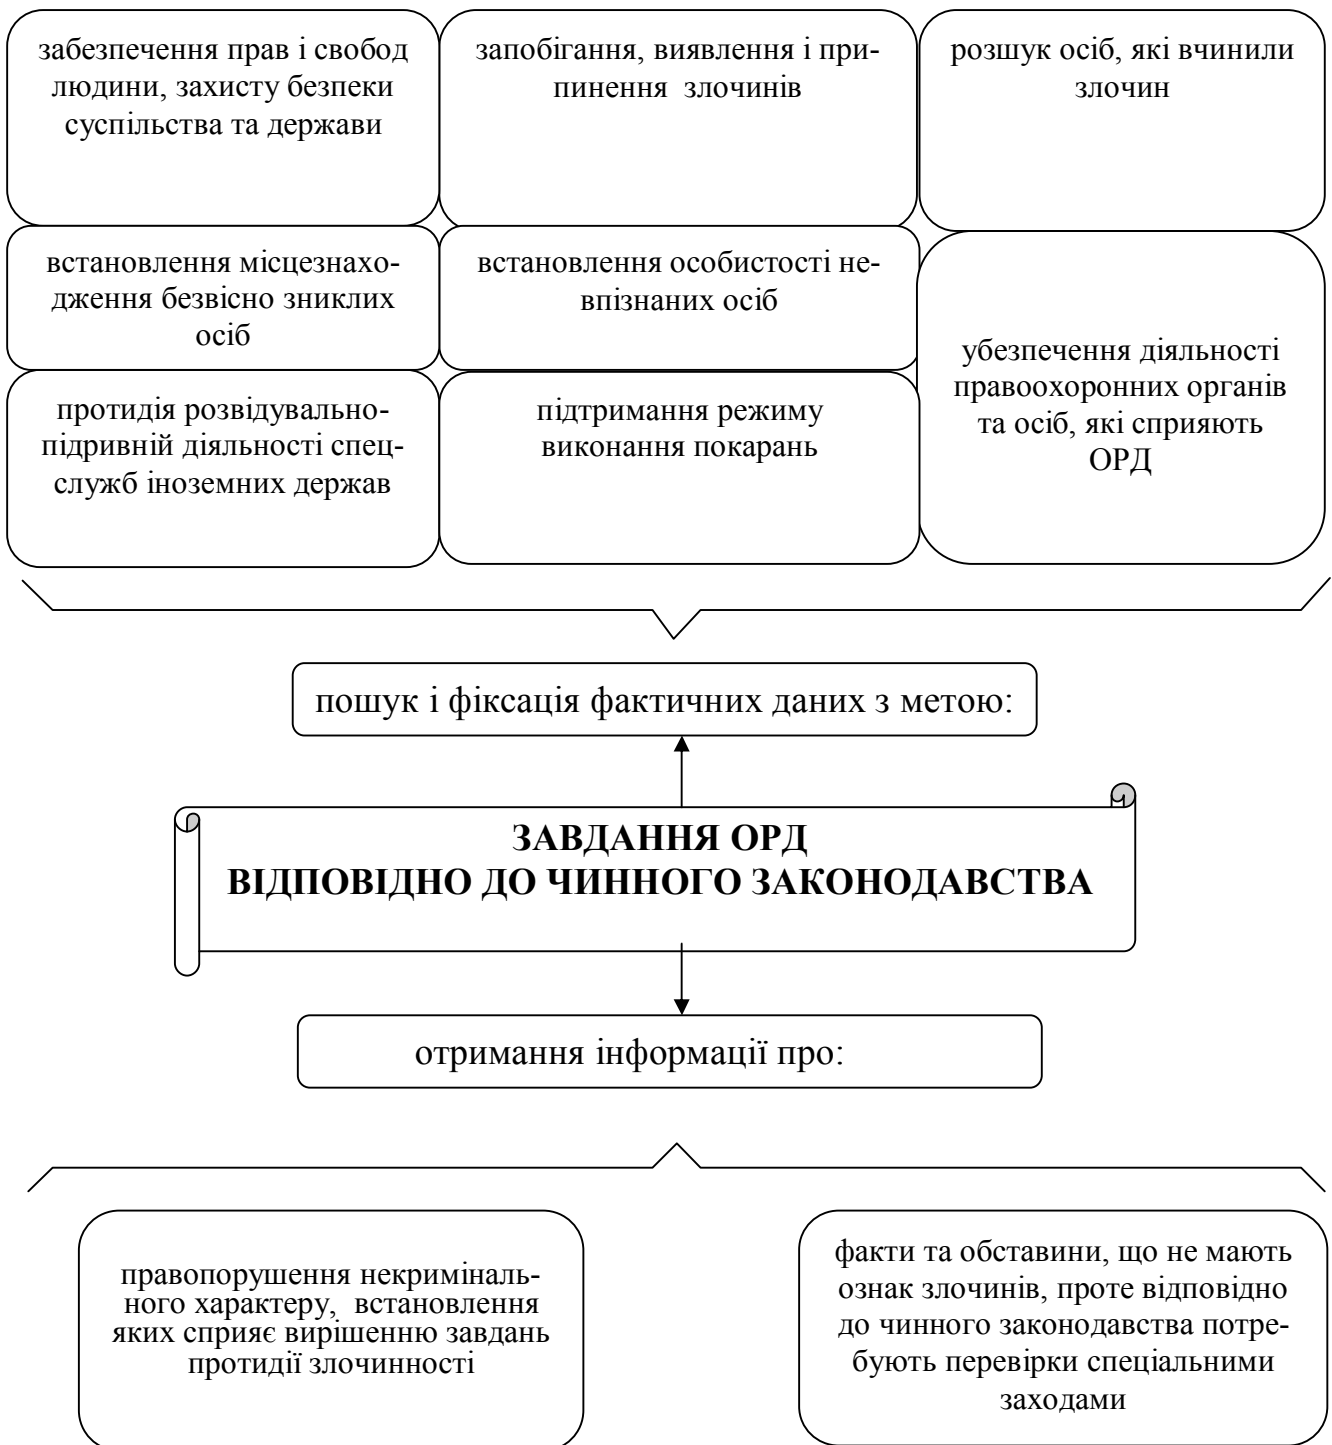 забезпечення прав і свобод
людини, захисту безпеки
суспільства та держави
запобігання, виявлення і при-
пинення злочинів
розшук осіб, які вчинили
злочин
встановлення місцезнахо-
дження безвісно зниклих
осіб
встановлення особистості не-
впізнаних осіб
убезпечення діяльності
правоохоронних органів
та осіб, які сприяють
ОРД
протидія розвідувально-
підривній діяльності спец-
служб іноземних держав
підтримання режиму
виконання покарань
пошук і фіксація фактичних даних з метою:
ЗАВДАННЯ ОРД
ВІДПОВІДНО ДО ЧИННОГО ЗАКОНОДАВСТВА
отримання інформації про:
правопорушення некриміналь-
ного характеру, встановлення
яких сприяє вирішенню завдань
протидії злочинності
факти та обставини, що не мають
ознак злочинів, проте відповідно
до чинного законодавства потре-
бують перевірки спеціальними
заходами